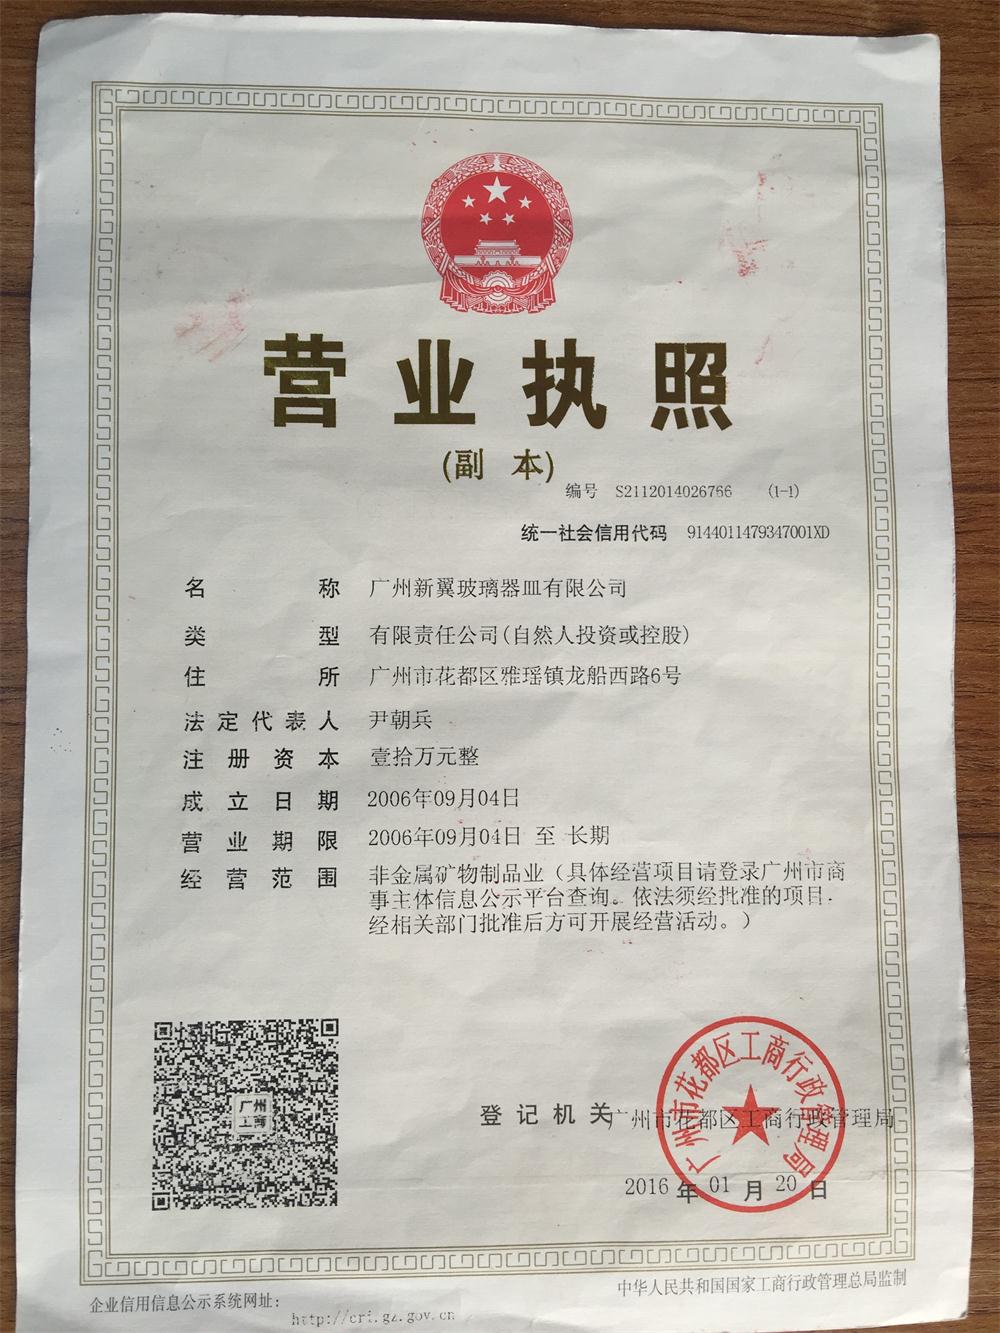 营业执照
(副 本)
编号 S2112014026766 (1-1)
统一社会信用代码 9144011479347001XD
名称 广州新翼玻璃器皿有限公司
类型 有限责任公司(自然人投资或控股)
住所 广州市花都区雅瑶镇龙船西路6号
法定代表人 尹朝兵
注册资本 壹拾万元整
成立日期 2006年09月04日
营业期限 2006年09月04日 至 长期
经营范围 非金属矿物制品业（具体经营项目请登录广州市商
事主体信息公示平台查询。依法须经批准的项目，
经相关部门批准后方可开展经营活动。）
广州
工商
登记机关 广州市花都区工商行政管理局
广州市花都区工商行政管理局
2016 年 01 月 20 日
企业信用信息公示系统网址：
http://cri.gz.gov.cn
中华人民共和国国家工商行政管理总局监制